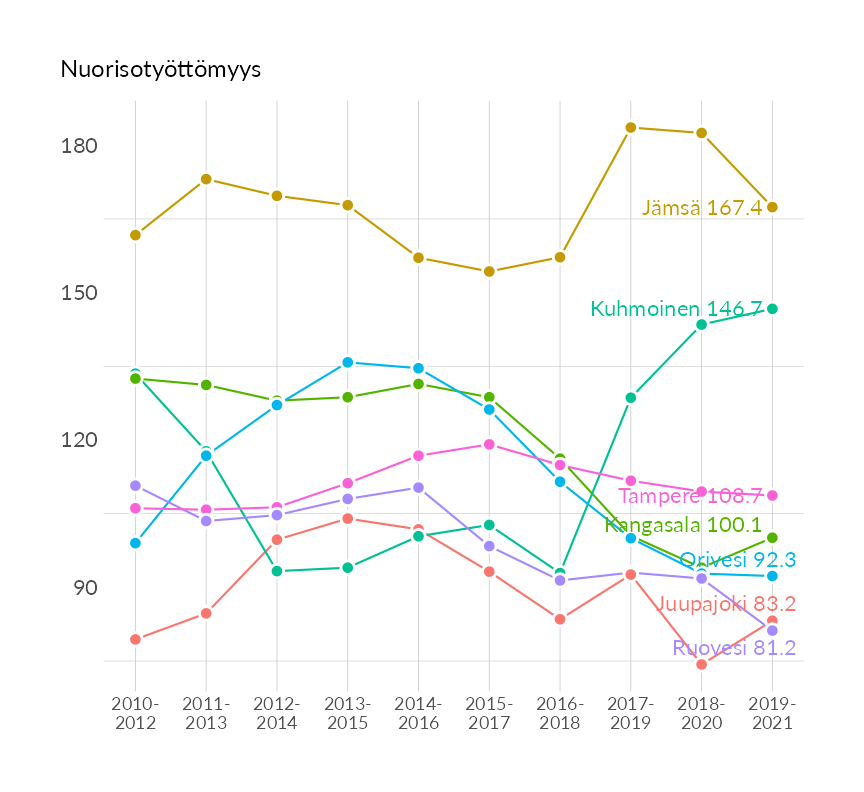 Nuorisotyöttömyys
180
Jämsä 167.4
150
Kuhmoinen 146.7
120
Tampere 108.7
Kangasala 100.1
Orivesi 92.3
90
Juupajoki 83.2
Ruovesi 81.2
2010- 2011- 2012- 2013- 2014- 2015- 2016- 2017- 2018- 2019-
2012 2013 2014 2015 2016 2017 2018 2019 2020 2021